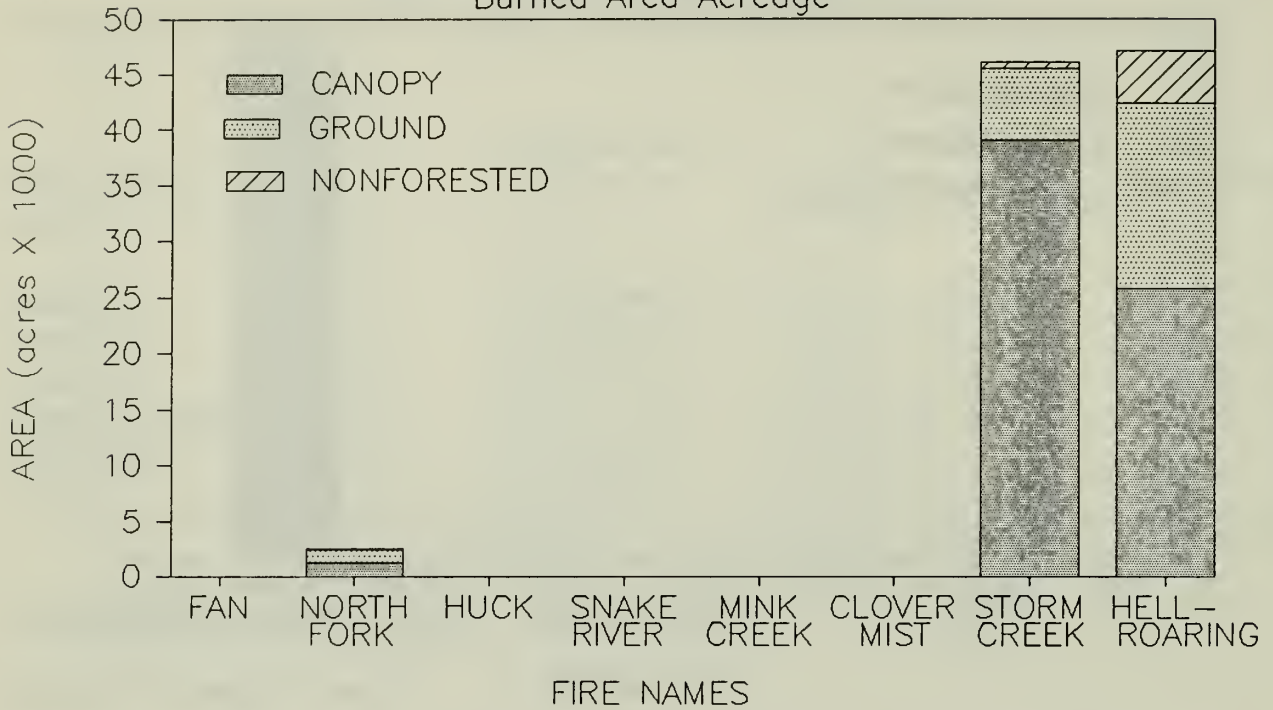 Burned Area Acreage
50
45
40
35
30
25
20
15
10
5
0
AREA (acres X 1000)
CANOPY
GROUND
NONFORESTED
FAN NORTH FORK HUCK SNAKE RIVER MINK CREEK CLOVER MIST STORM CREEK HELL-ROARING
FIRE NAMES